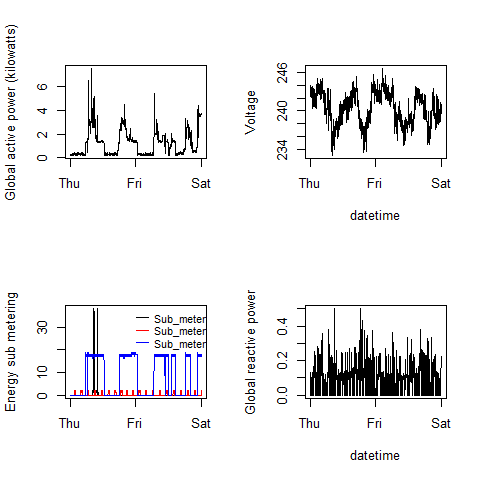 Global active power (kilowatts)
0 2 4 6
Thu Fri Sat
Voltage
234 240 246
Thu Fri Sat
datetime
Energy sub metering
0 10 30
Sub_meter
Sub_meter
Sub_meter
Thu Fri Sat
Global reactive power
0.0 0.2 0.4
Thu Fri Sat
datetime